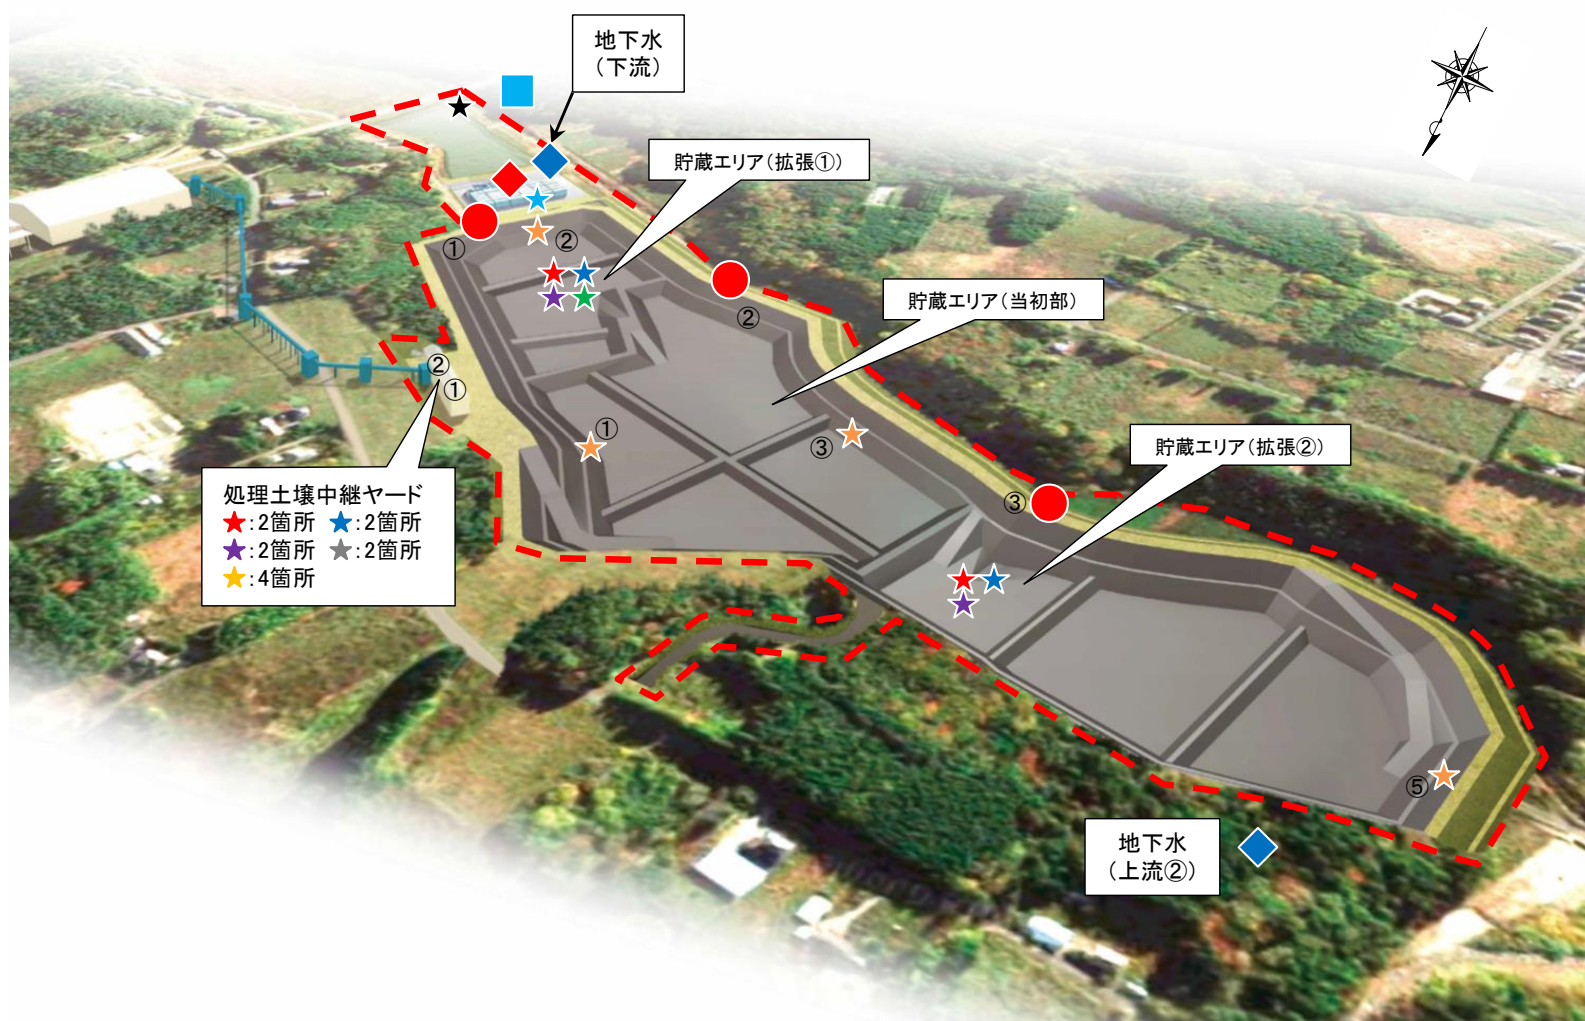 地下水
（下流）
貯蔵エリア（拡張①）
①
②
②
貯蔵エリア（当初部）
②
①
①
③
貯蔵エリア（拡張②）
処理土壌中継ヤード
★：2箇所 ★：2箇所
★：2箇所 ★：2箇所
★：4箇所
③
⑤
地下水
（上流②）